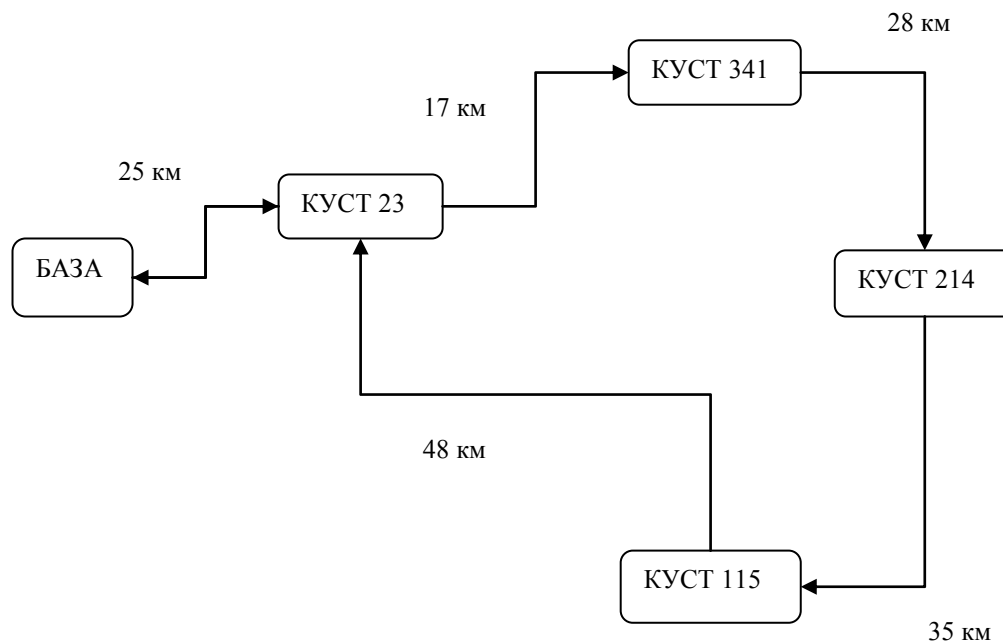 28 км
КУСТ 341
17 км
25 км
КУСТ 23
БАЗА
КУСТ 214
48 км
КУСТ 115
35 км